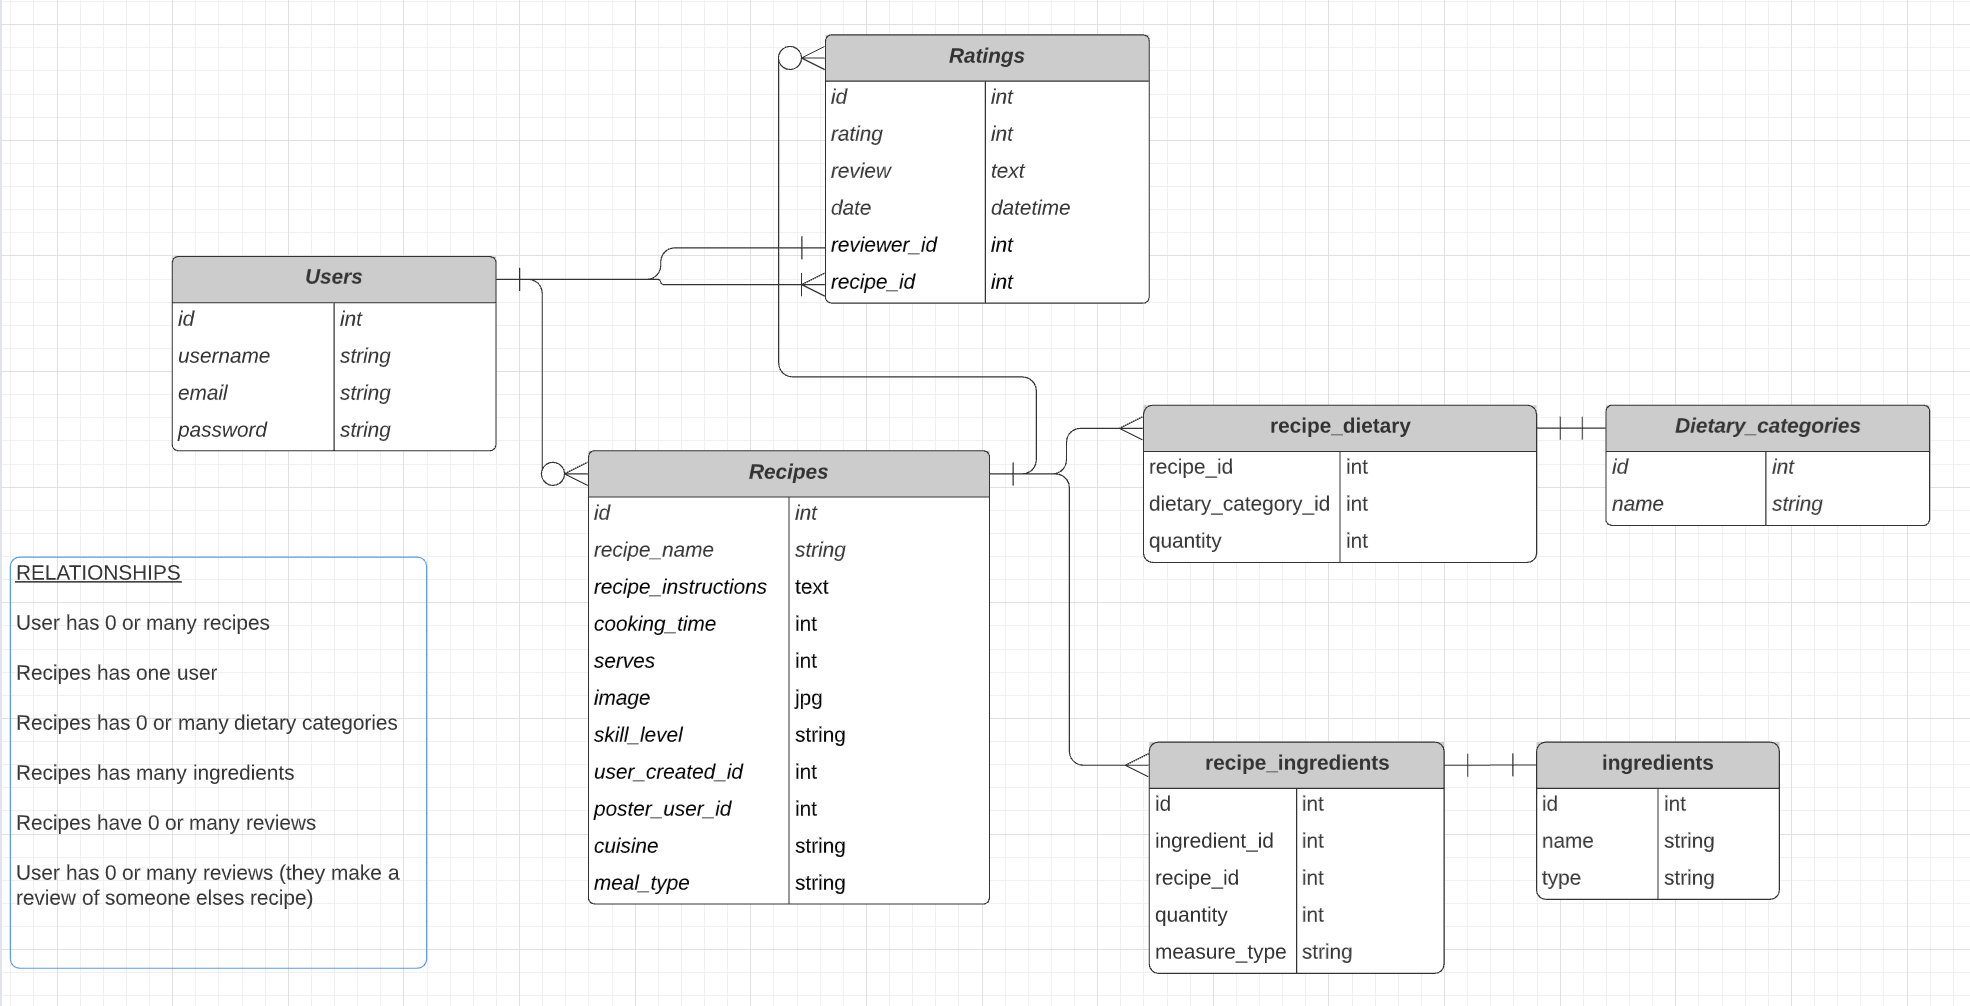 Ratings
id int
rating int
review text
date datetime
reviewer_id int
recipe_id int
Users
id int
username string
email string
password string
Recipes
id int
recipe_name string
recipe_instructions text
cooking_time int
serves int
image jpg
skill_level string
user_created_id int
poster_user_id int
cuisine string
meal_type string
recipe_dietary
recipe_id int
dietary_category_id int
quantity int
Dietary_categories
id int
name string
RELATIONSHIPS
User has 0 or many recipes
Recipes has one user
Recipes has 0 or many dietary categories
Recipes has many ingredients
Recipes have 0 or many reviews
User has 0 or many reviews (they make a
review of someone elses recipe)
recipe_ingredients
id int
ingredient_id int
recipe_id int
quantity int
measure_type string
ingredients
id int
name string
type string